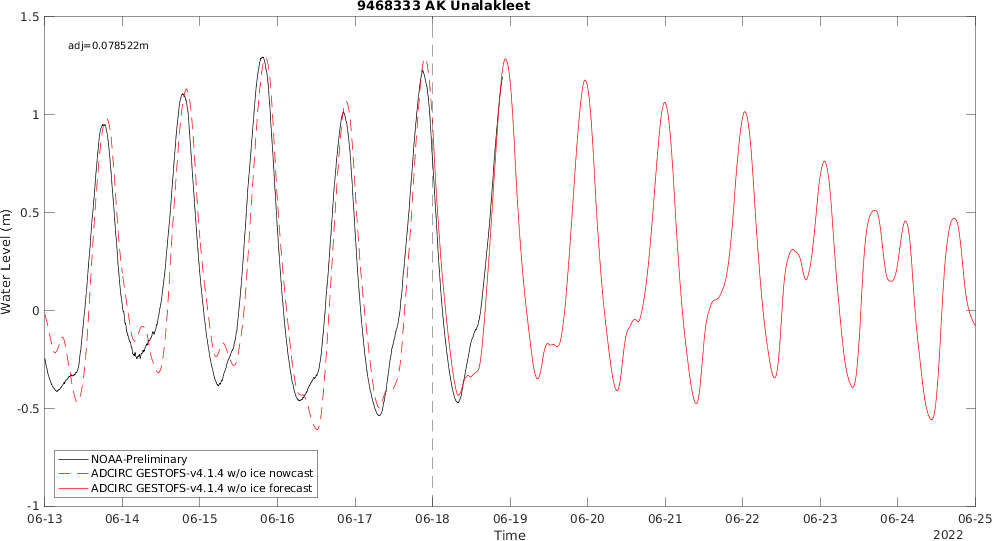 9468333 AK Unalakleet
adj=0.078522m
1.5
1
0.5
0
-0.5
-1
Water Level (m)
NOAA-Preliminary
ADCIRC GESTOFS-v4.1.4 w/o ice nowcast
ADCIRC GESTOFS-v4.1.4 w/o ice forecast
06-13 06-14 06-15 06-16 06-17 06-18 06-19 06-20 06-21 06-22 06-23 06-24 06-25
Time
2022